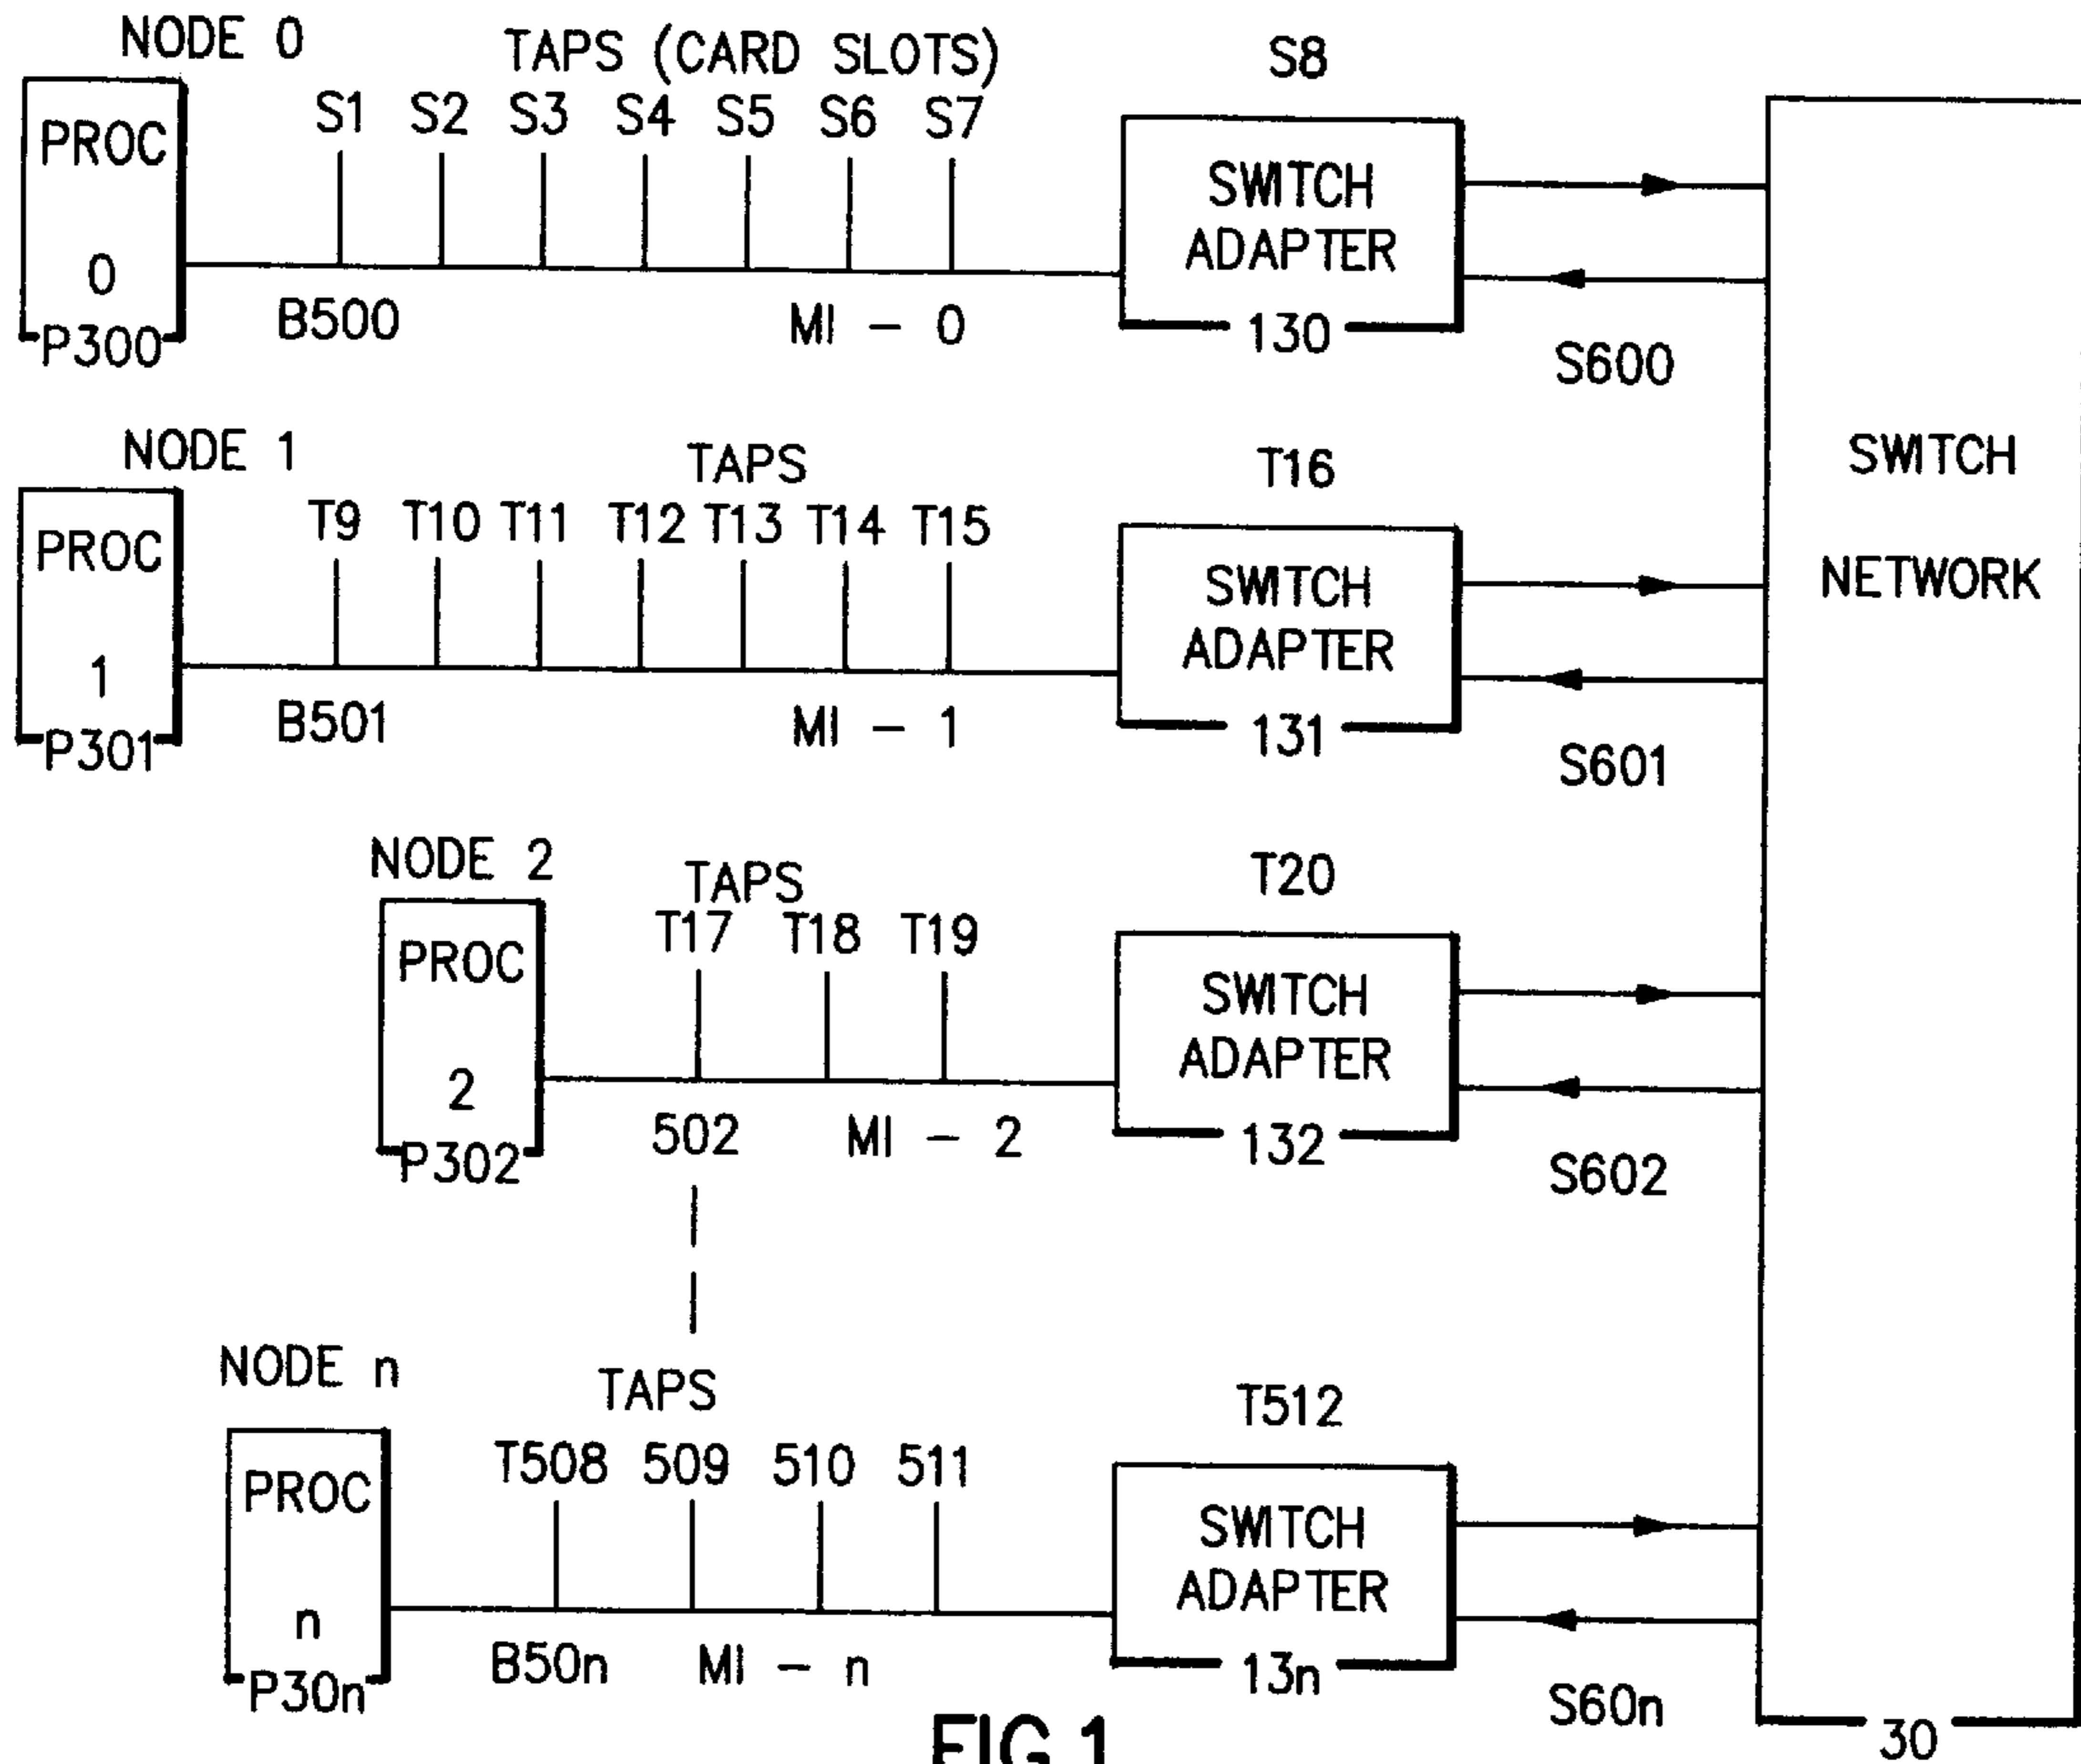 NODE 0
TAPS (CARD SLOTS)
S8
S1 S2 S3 S4 S5 S6 S7
PROC
0
P300
B500
MI - 0
SWITCH
ADAPTER
130
S600
NODE 1
TAPS
T16
T9 T10 T11 T12 T13 T14 T15
PROC
1
P301
B501
MI - 1
SWITCH
ADAPTER
131
S601
SWITCH
NETWORK
30
NODE 2
TAPS
T20
T17 T18 T19
PROC
2
P302
502
MI - 2
SWITCH
ADAPTER
132
S602
NODE n
TAPS
T512
T508 509 510 511
PROC
n
P30n
B50n
MI - n
SWITCH
ADAPTER
13n
S60n
FIG.1